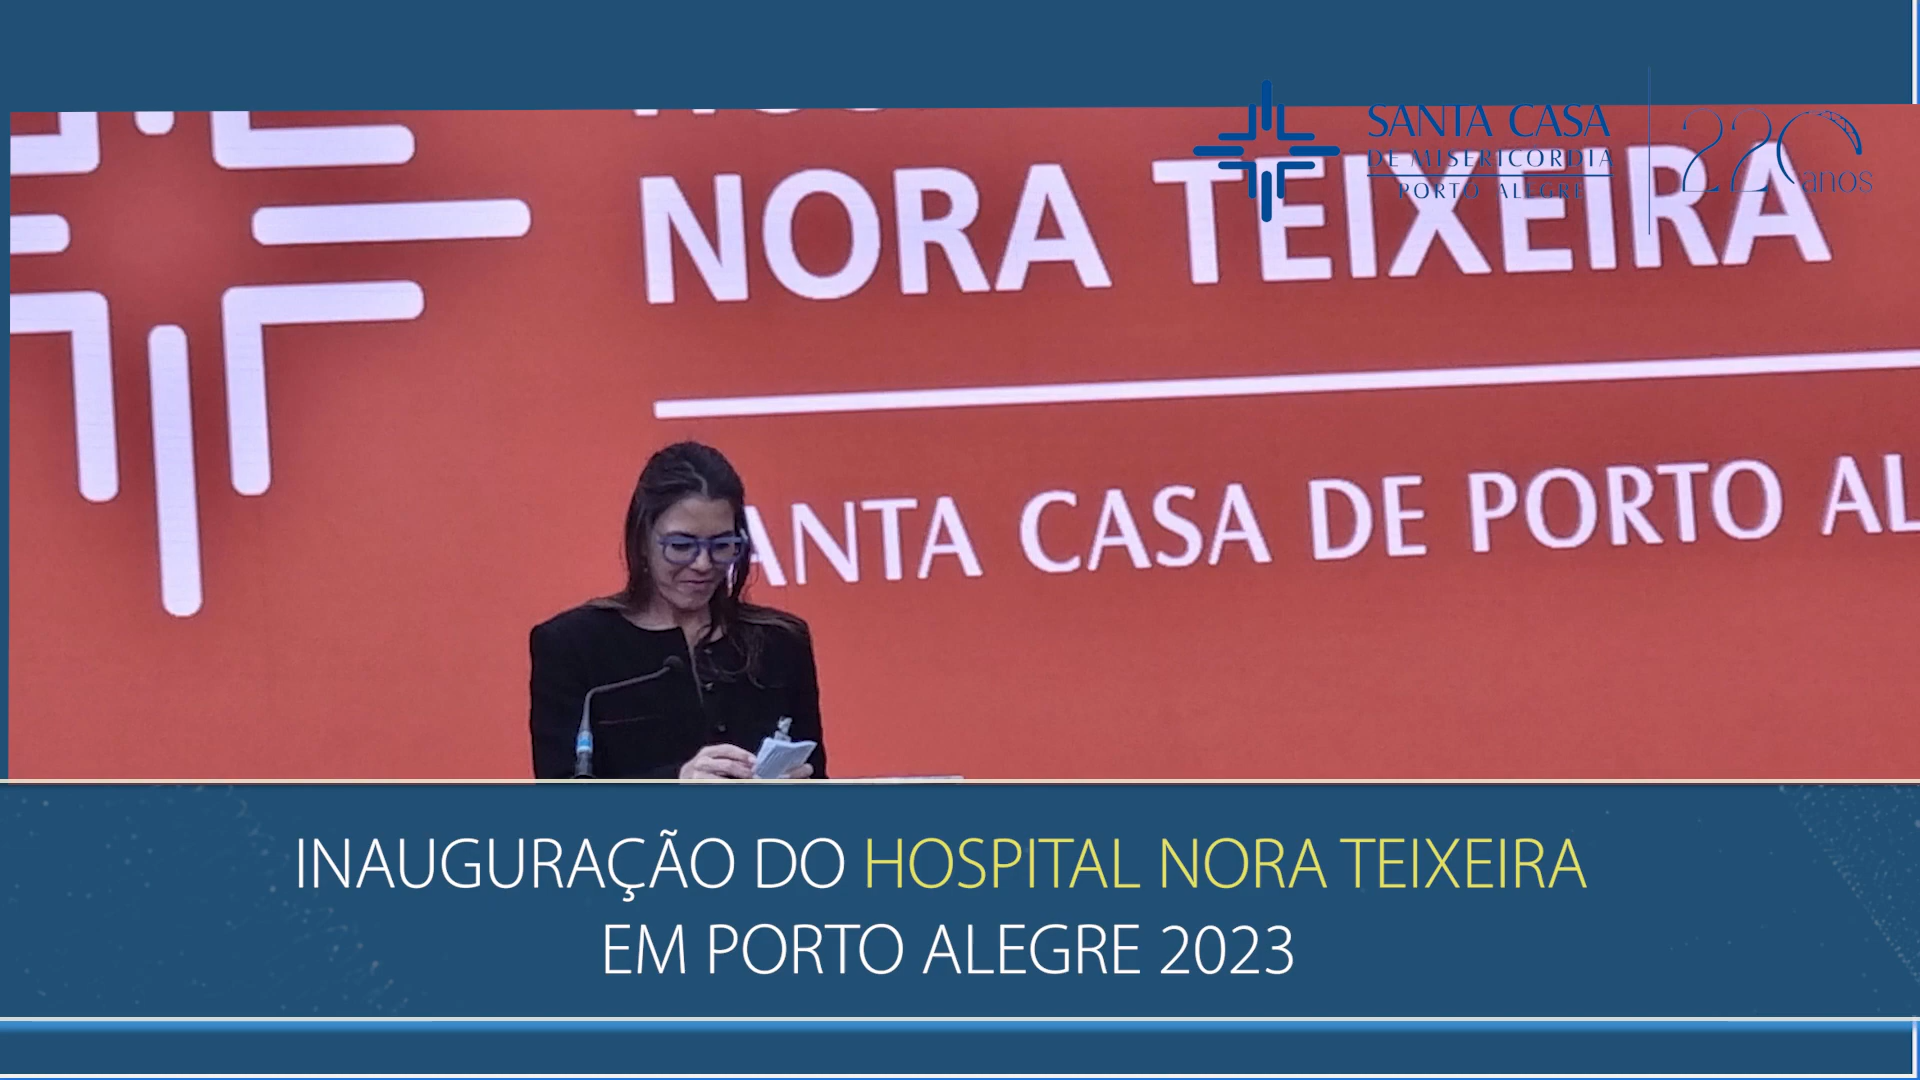 SANTA CASA
DE MISERICORDIA
PORTO ALEGRE
220 anos
NORA TEIXEIRA
ANTA CASA DE PORTO AL
INAUGURAÇÃO DO HOSPITAL NORA TEIXEIRA
EM PORTO ALEGRE 2023